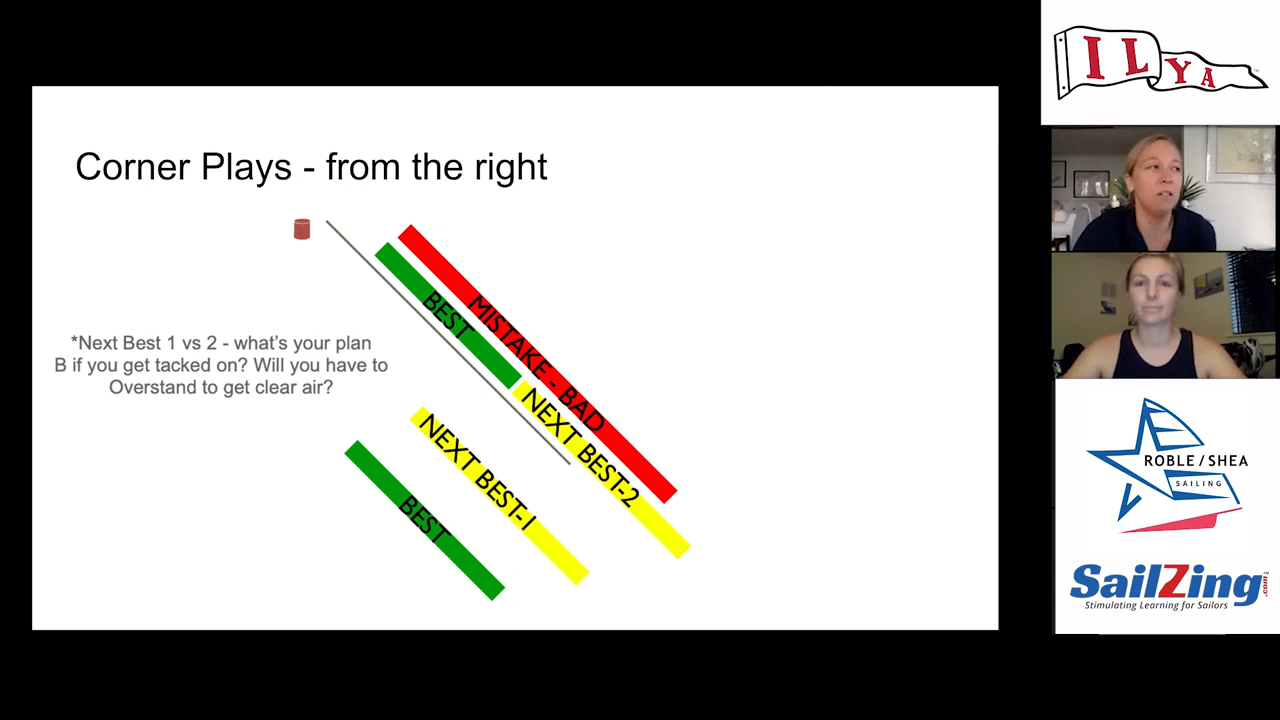 ILYA
Corner Plays - from the right
MISTAKE - BAD
BEST
NEXT BEST-2
*Next Best 1 vs 2 - what's your plan
B if you get tacked on? Will you have to
Overstand to get clear air?
NEXT BEST-1
BEST
ROBLE / SHEA
SAILING
SailZing.com
Stimulating Learning for Sailors